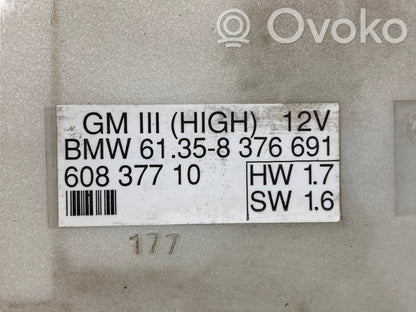 Ovoko
GM III (HIGH) 12V
BMW 61.35-8 376 691
608 377 10
HW 1.7
SW 1.6
177
Ovoko